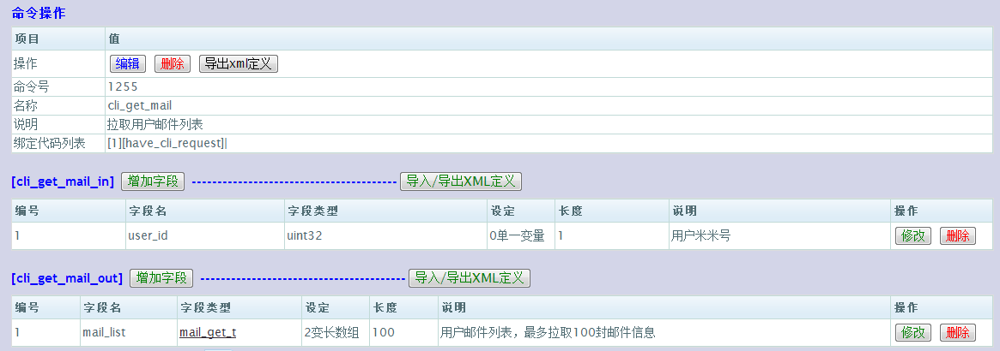 命令操作
项目 值
操作 编辑 删除 导出xml定义
命令号 1255
名称 cli_get_mail
说明 拉取用户邮件列表
绑定代码列表 [1][have_cli_request]|
[cli_get_mail_in] 增加字段 ---------------------------------------- 导入/导出XML定义
编号 字段名 字段类型 设定 长度 说明 操作
1 user_id uint32 0单一变量 1 用户米米号 修改 删除
[cli_get_mail_out] 增加字段 ---------------------------------------- 导入/导出XML定义
编号 字段名 字段类型 设定 长度 说明 操作
1 mail_list mail_get_t 2变长数组 100 用户邮件列表，最多拉取100封邮件信息 修改 删除